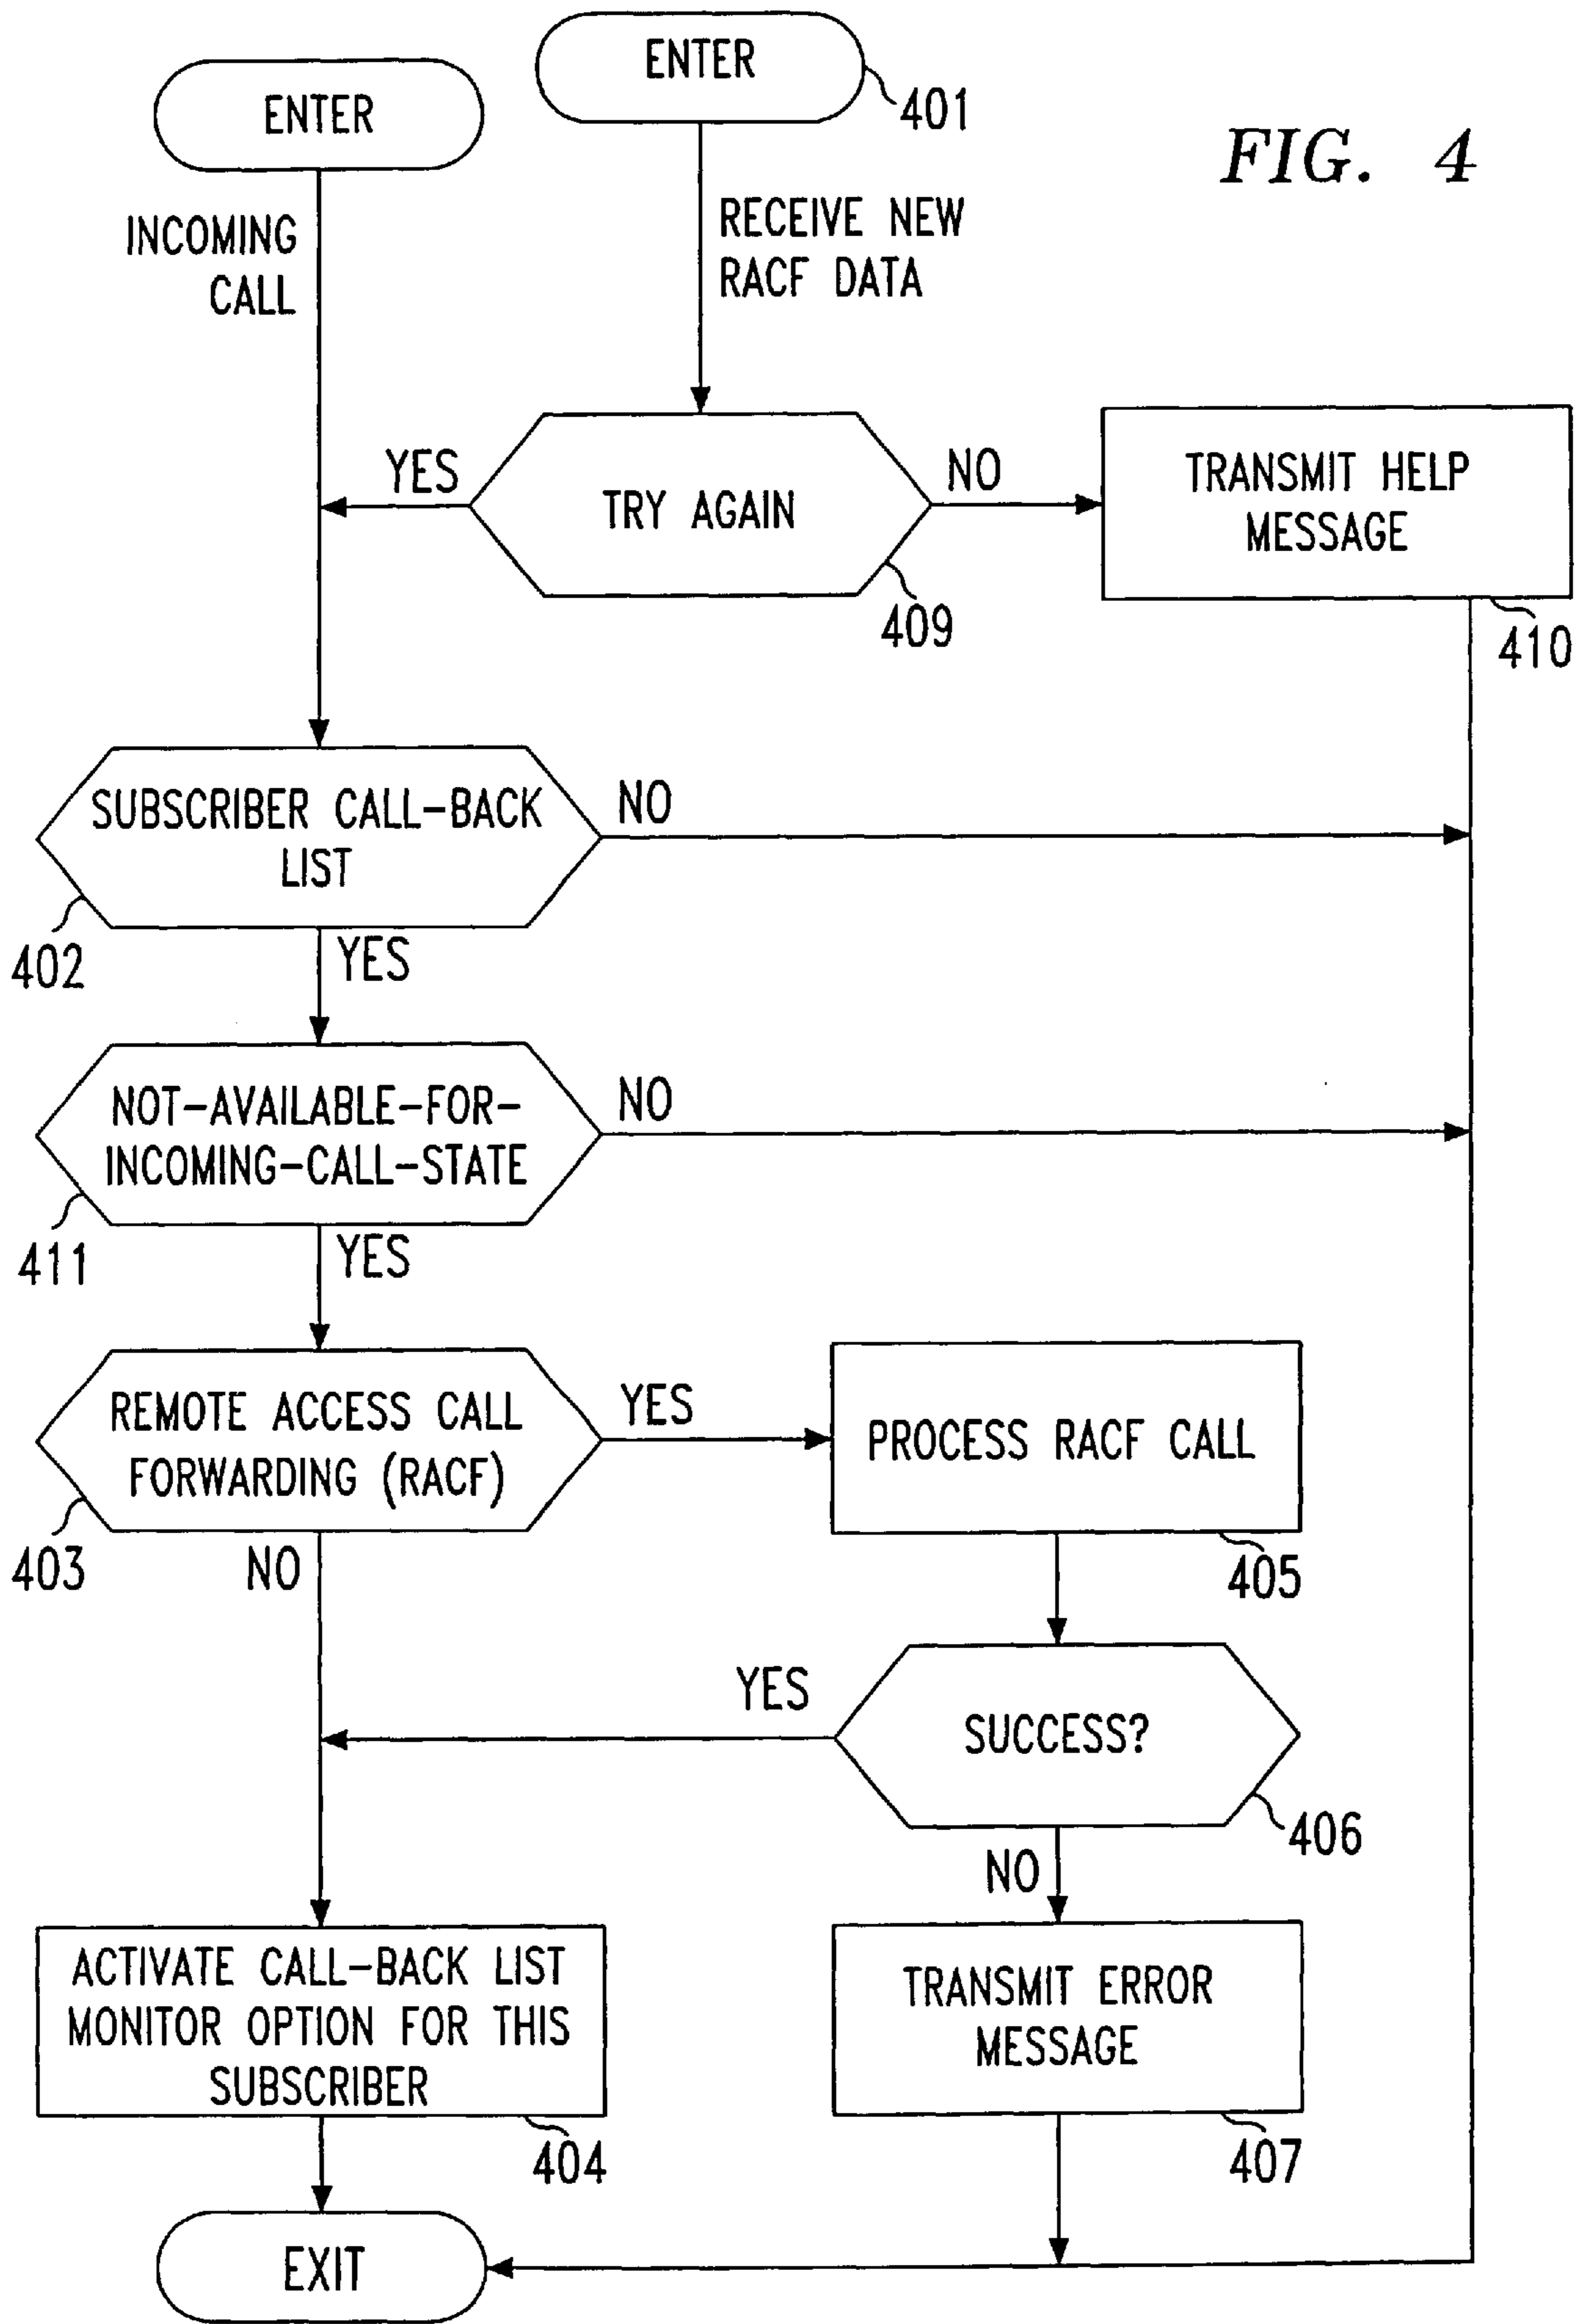 ENTER
401
ENTER
FIG. 4
INCOMING
CALL
RECEIVE NEW
RACF DATA
YES
TRY AGAIN
409
NO
TRANSMIT HELP
MESSAGE
410
SUBSCRIBER CALL-BACK
LIST
402
NO
YES
NOT-AVAILABLE-FOR-
INCOMING-CALL-STATE
411
NO
YES
REMOTE ACCESS CALL
FORWARDING (RACF)
403
YES
PROCESS RACF CALL
405
NO
YES
SUCCESS?
406
NO
ACTIVATE CALL-BACK LIST
MONITOR OPTION FOR THIS
SUBSCRIBER
404
TRANSMIT ERROR
MESSAGE
407
EXIT